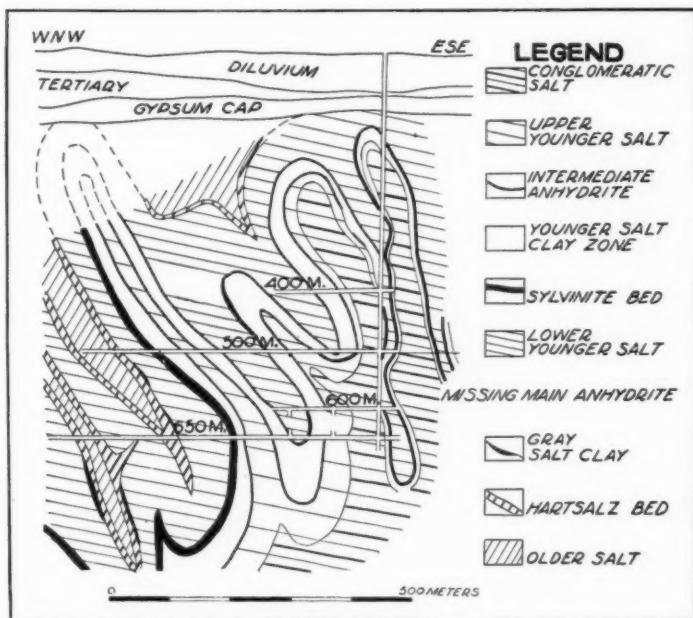 WNW
ESE
DILUVIUM
TERTIARY
GYPSUM CAP
400 M.
500 M.
600 M.
650 M.
0
500 METERS
LEGEND
CONGLOMERATIC
SALT
UPPER
YOUNGER SALT
INTERMEDIATE
ANHYDRITE
YOUNGER SALT
CLAY ZONE
SYLVINITE BED
LOWER
YOUNGER SALT
MISSING MAIN ANHYDRITE
GRAY
SALT CLAY
HARTSALZ BED
OLDER SALT